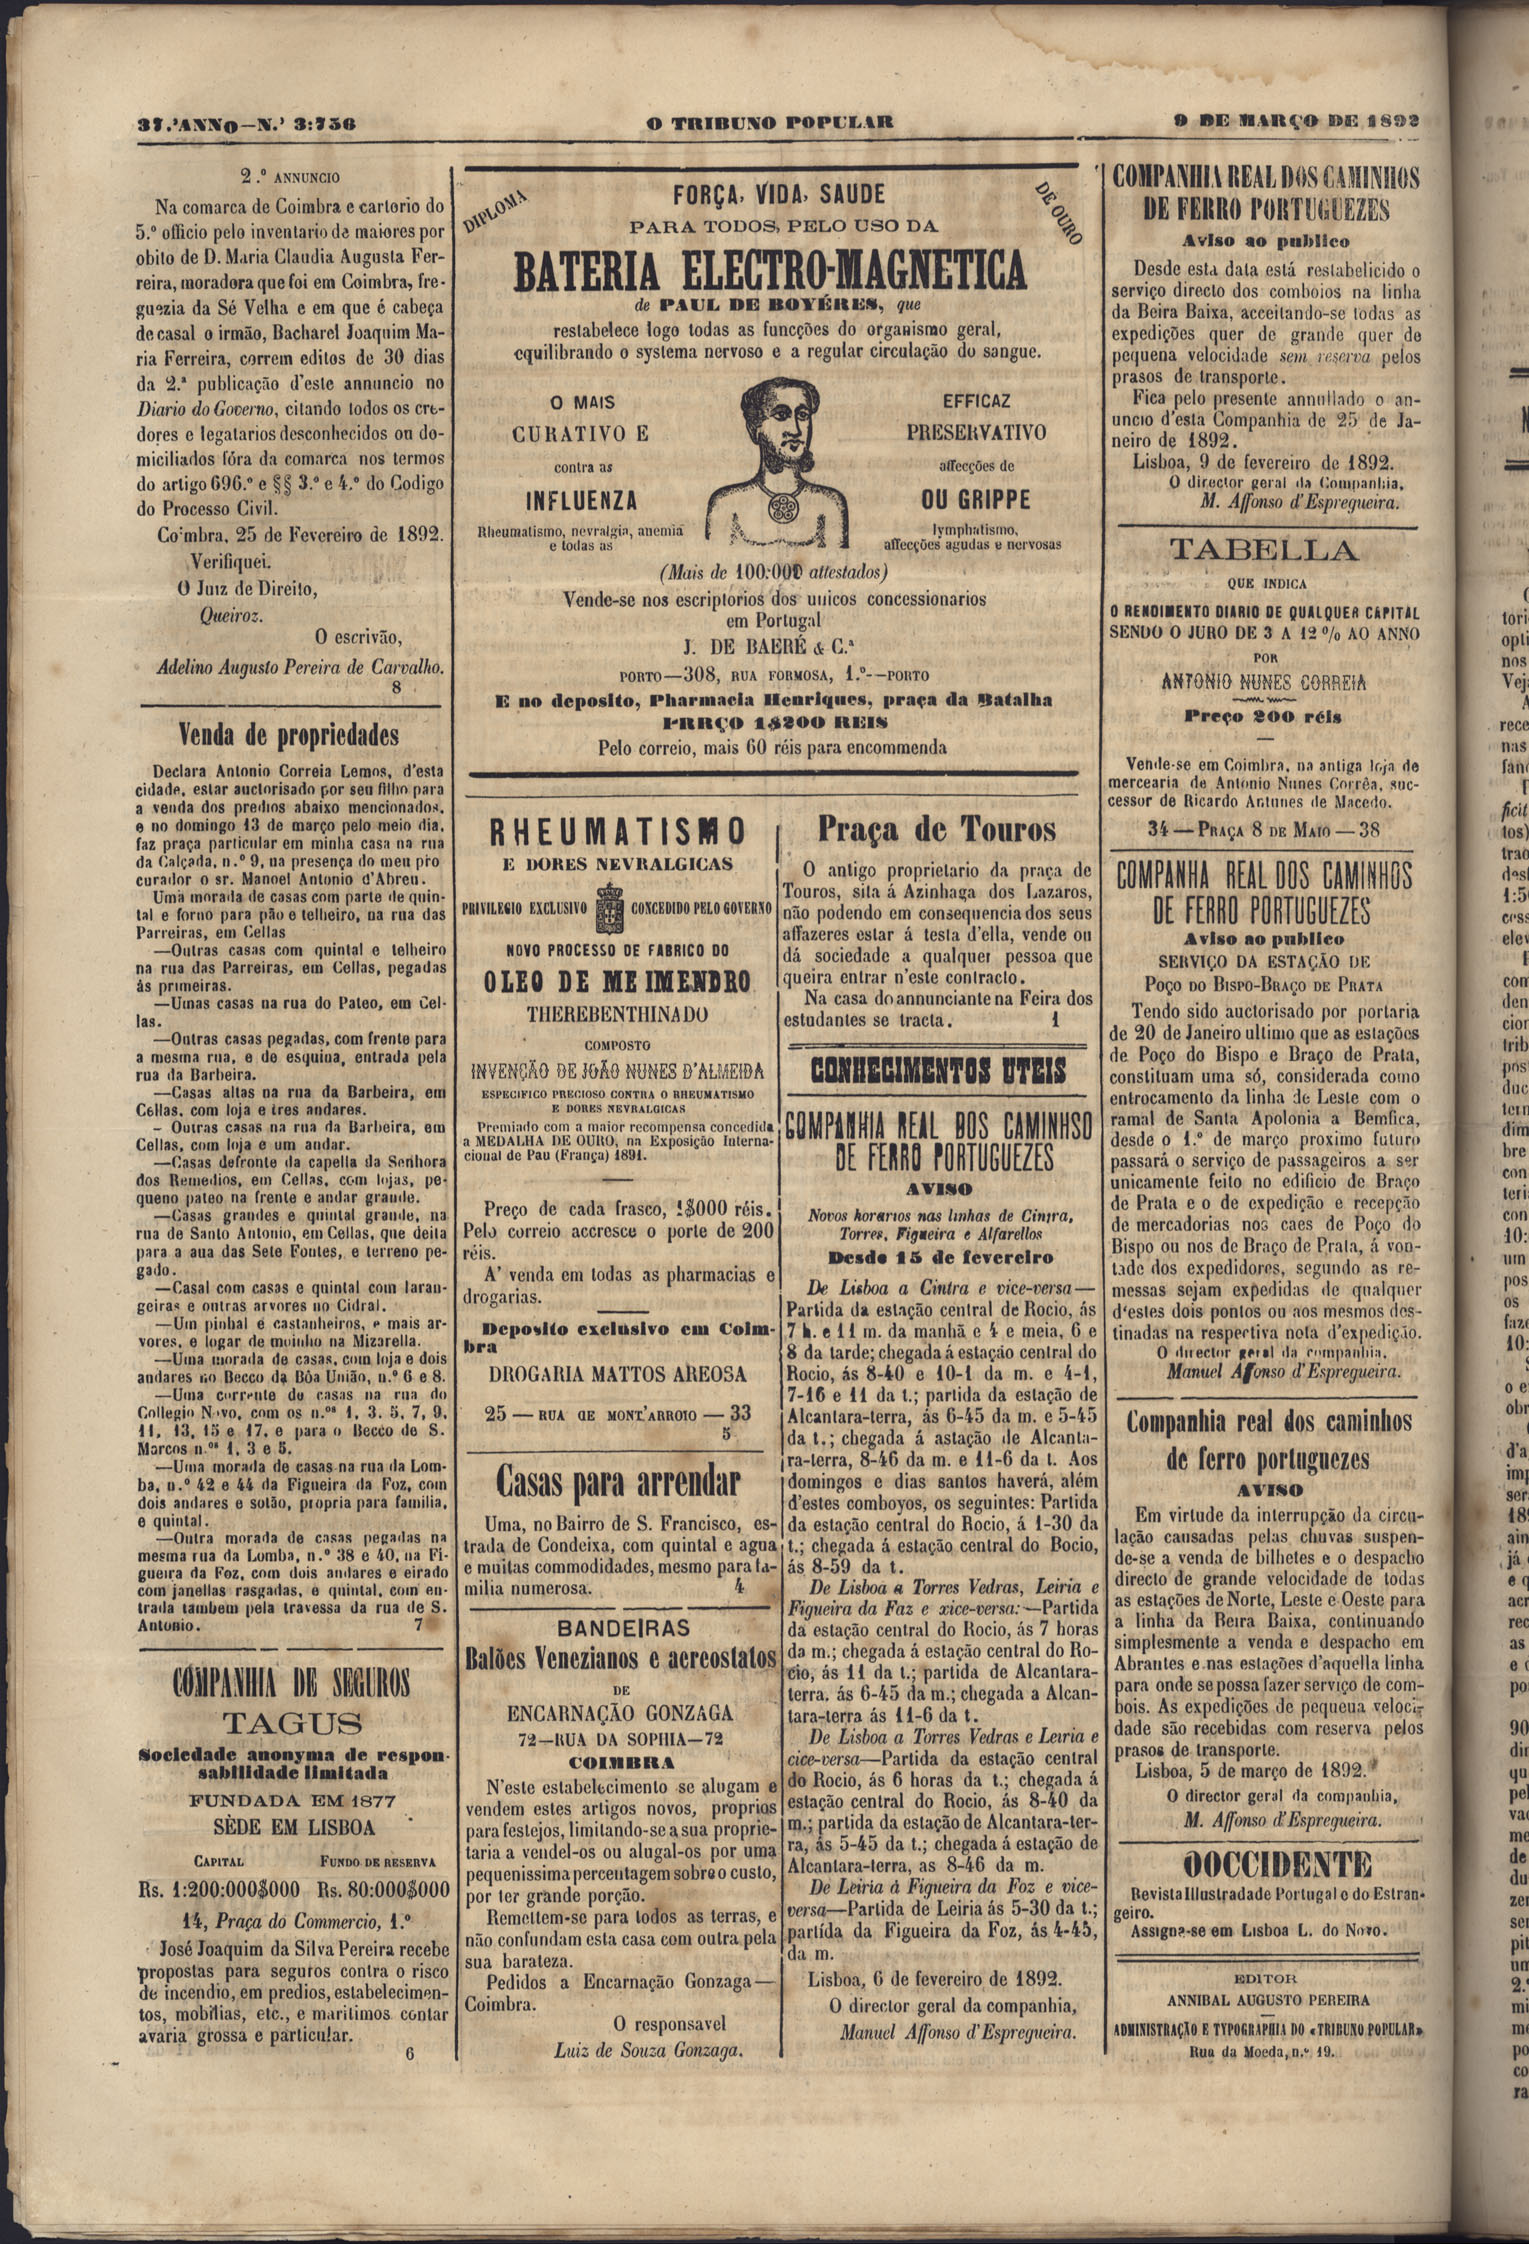 37.º ANNO—N.º 3:756
O TRIBUNO POPULAR
9 DE MARÇO DE 1892
2.º ANNUNCIO
Na comarca de Coimbra e cartorio do
5.º officio pelo inventario de maiores por
obito de D. Maria Claudia Augusta Fer-
reira, moradora que foi em Coimbra, fre-
guezia da Sé Velha e em que é cabeça
de casal o irmão, Bacharel Joaquim Ma-
ria Ferreira, correm editos de 30 dias
da 2.ª publicação d'este annuncio no
Diario do Governo, citando todos os cre-
dores e legatarios desconhecidos ou do-
miciliados fóra da comarca nos termos
do artigo 696.º e §§ 3.º e 4.º do Codigo
do Processo Civil.
Coimbra, 25 de Fevereiro de 1892.
Verifiquei.
O Juiz de Direito,
Queiroz.
O escrivão,
Adelino Augusto Pereira de Carvalho.
8
Venda de propriedades
Declara Antonio Correia Lemos, d'esta
cidade, estar auctorisado por seu filho para
a venda dos predios abaixo mencionados,
e no domingo 13 de março pelo meio dia,
faz praça particular em minha casa na rua
da Calçada, n.º 9, na presença do meu pro
curador o sr. Manoel Antonio d'Abreu.
Uma morada de casas com parte de quin-
tal e forno para pão e telheiro, na rua das
Parreiras, em Cellas
—Outras casas com quintal e telheiro
na rua das Parreiras, em Cellas, pegadas
ás primeiras.
—Umas casas na rua do Pateo, em Cel-
las.
—Outras casas pegadas, com frente para
a mesma rua, e de esquina, entrada pela
rua da Barbeira.
—Casas altas na rua da Barbeira, em
Cellas, com loja e tres andares.
– Outras casas na rua da Barbeira, em
Cellas, com loja e um andar.
—Casas defronte da capella da Senhora
dos Remedios, em Cellas, com lojas, pe-
queno pateo na frente e andar grande.
—Casas grandes e quintal grande, na
rua de Santo Antonio, em Cellas, que deita
para a aua das Sete Fontes, e terreno pe-
gado.
—Casal com casas e quintal com laran-
geiras e outras arvores no Cidral.
—Um pinhal e castanheiros, e mais ar-
vores, e logar de moinho na Mizarella.
—Uma morada de casas, com loja e dois
andares no Becco da Bôa União, n.º 6 e 8.
—Uma corrente de casas na rua do
Collegio Novo, com os n.os 1, 3, 5, 7, 9,
11, 13, 15 e 17, e para o Becco de S.
Marcos n.os 1, 3 e 5.
—Uma morada de casas na rua da Lom-
ba, n.º 42 e 44 da Figueira da Foz, com
dois andares e sotão, propria para familia,
e quintal.
—Outra morada de casas pegadas na
mesma rua da Lomba, n.º 38 e 40, na Fi-
gueira da Foz, com dois andares e eirado
com janellas rasgadas, e quintal, com en-
trada tambem pela travessa da rua de S.
Antonio. 7
COMPANHIA DE SEGUROS
TAGUS
Sociedade anonyma de respon-
sabilidade limitada
FUNDADA EM 1877
SÉDE EM LISBOA
CAPITAL FUNDO DE RESERVA
Rs. 1:200:000$000 Rs. 80:000$000
14, Praça do Commercio, 1.º
José Joaquim da Silva Pereira recebe
propostas para seguros contra o risco
de incendio, em predios, estabelecimen-
tos, mobilias, etc., e maritimos contar
avaria grossa e particular.
6
DIPLOMA
DE OURO
FORÇA, VIDA, SAUDE
PARA TODOS, PELO USO DA
BATERIA ELECTRO-MAGNETICA
de PAUL DE BOYÉRES, que
restabelece logo todas as funcções do organismo geral,
equilibrando o systema nervoso e a regular circulação do sangue.
O MAIS EFFICAZ
CURATIVO E PRESERVATIVO
contra as affecções de
INFLUENZA OU GRIPPE
Rheumatismo, nevralgia, anemia lymphatismo,
e todas as affecções agudas e nervosas
(Mais de 100:000 attestados)
Vende-se nos escriptorios dos unicos concessionarios
em Portugal
J. DE BAERÉ & C.ª
PORTO—308, RUA FORMOSA, 1.º--PORTO
E no deposito, Pharmacia Henriques, praça da Batalha
PRRÇO 1$200 REIS
Pelo correio, mais 60 réis para encommenda
RHEUMATISMO
E DORES NEVRALGICAS
PRIVILEGIO EXCLUSIVO CONCEDIDO PELO GOVERNO
NOVO PROCESSO DE FABRICO DO
OLEO DE MEIMENDRO
THEREBENTHINADO
COMPOSTO
INVENÇÃO DE JOÃO NUNES D'ALMEIDA
ESPECIFICO PRECIOSO CONTRA O RHEUMATISMO
E DORES NEVRALGICAS
Premiado com a maior recompensa concedida
a MEDALHA DE OURO, na Exposição Interna-
cional de Pau (França) 1891.
Preço de cada frasco, 1$000 réis.
Pelo correio accresce o porte de 200
réis.
A' venda em todas as pharmacias e
drogarias.
Deposito exclusivo em Coim-
bra
DROGARIA MATTOS AREOSA
25 — RUA DE MONT'ARROIO — 33
5
Casas para arrendar
Uma, no Bairro de S. Francisco, es-
trada de Condeixa, com quintal e agua
e muitas commodidades, mesmo para fa-
milia numerosa. 4
BANDEIRAS
Balões Venezianos e aereostatos
DE
ENCARNAÇÃO GONZAGA
72—RUA DA SOPHIA—72
COIMBRA
N'este estabelecimento se alugam e
vendem estes artigos novos, proprios
para festejos, limitando-se a sua proprie-
taria a vendel-os ou alugal-os por uma
pequenissima percentagem sobre o custo,
por ter grande porção.
Remettem-se para todos as terras, e
não confundam esta casa com outra pela
sua barateza.
Pedidos a Encarnação Gonzaga—
Coimbra.
O responsavel
Luiz de Souza Gonzaga.
Praça de Touros
O antigo proprietario da praça de
Touros, sita á Azinhaga dos Lazaros,
não podendo em consequencia dos seus
affazeres estar á testa d'ella, vende ou
dá sociedade a qualquer pessoa que
queira entrar n'este contracto.
Na casa do annunciante na Feira dos
estudantes se tracta. 1
CONHECIMENTOS UTEIS
COMPANHIA REAL DOS CAMINHSO
DE FERRO PORTUGUEZES
AVISO
Novos horarios nas linhas de Cintra,
Torres, Figueira e Alfarellos
Desde 15 de fevereiro
De Lisboa a Cintra e vice-versa—
Partida da estação central de Rocio, ás
7 h. e 11 m. da manhã e 4 e meia, 6 e
8 da tarde; chegada á estação central do
Rocio, ás 8-40 e 10-1 da m. e 4-1,
7-16 e 11 da t.; partida da estação de
Alcantara-terra, ás 6-45 da m. e 5-45
da t.; chegada á astação de Alcanta-
ra-terra, 8-46 da m. e 11-6 da t. Aos
domingos e dias santos haverá, além
d'estes comboyos, os seguintes: Partida
da estação central do Rocio, á 1-30 da
t.; chegada á estação central do Bocio,
ás 8-59 da t.
De Lisboa a Torres Vedras, Leiria e
Figueira da Faz e xice-versa:—Partida
da estação central do Rocio, ás 7 horas
da m.; chegada á estação central do Ro-
cio, ás 11 da t.; partida de Alcantara-
terra, ás 6-45 da m.; chegada a Alcan-
tara-terra ás 11-6 da t.
De Lisboa a Torres Vedras e Leiria e
cice-versa—Partida da estação central
do Rocio, ás 6 horas da t.; chegada á
estação central do Rocio, ás 8-40 da
m.; partida da estação de Alcantara-ter-
ra, ás 5-45 da t.; chegada á estação de
Alcantara-terra, as 8-46 da m.
De Leiria á Figueira da Foz e vice-
versa—Partida de Leiria ás 5-30 da t.;
partida da Figueira da Foz, ás 4-45,
da m.
Lisboa, 6 de fevereiro de 1892.
O director geral da companhia,
Manuel Affonso d'Espregueira.
COMPANHIA REAL DOS CAMINHOS
DE FERRO PORTUGUEZES
Aviso ao publico
Desde esta data está restabelicido o
serviço directo dos comboios na linha
da Beira Baixa, acceitando-se todas as
expedições quer de grande quer de
pequena velocidade sem reserva pelos
prasos de transporte.
Fica pelo presente annullado o an-
uncio d'esta Companhia de 25 de Ja-
neiro de 1892.
Lisboa, 9 de fevereiro de 1892.
O director geral da Companhia,
M. Affonso d'Espregueira.
TABELLA
QUE INDICA
O RENDIMENTO DIARIO DE QUALQUER CAPITAL
SENDO O JURO DE 3 A 12 % AO ANNO
POR
ANTONIO NUNES CORREIA
Preço 200 réis
Vende-se em Coimbra, na antiga loja de
mercearia de Antonio Nunes Corrêa, suc-
cessor de Ricardo Antunes de Macedo.
34 — PRAÇA 8 DE MAIO — 38
COMPANHA REAL DOS CAMINHOS
DE FERRO PORTUGUEZES
Aviso ao publico
SERVIÇO DA ESTAÇÃO DE
POÇO DO BISPO-BRAÇO DE PRATA
Tendo sido auctorisado por portaria
de 20 de Janeiro ultimo que as estações
de Poço do Bispo e Braço de Prata,
constituam uma só, considerada como
entrocamento da linha de Leste com o
ramal de Santa Apolonia a Bemfica,
desde o 1.º de março proximo futuro
passará o serviço de passageiros a ser
unicamente feito no edificio de Braço
de Prata e o de expedição e recepção
de mercadorias nos caes de Poço do
Bispo ou nos de Braço de Prata, á von-
tade dos expedidores, segundo as re-
messas sejam expedidas de qualquer
d'estes dois pontos ou aos mesmos des-
tinadas na respectiva nota d'expedição.
O director geral da companhia,
Manuel Affonso d'Espregueira.
Companhia real dos caminhos
de ferro portuguezes
AVISO
Em virtude da interrupção da circu-
lação causadas pelas chuvas suspen-
de-se a venda de bilhetes e o despacho
directo de grande velocidade de todas
as estações de Norte, Leste e Oeste para
a linha da Beira Baixa, continuando
simplesmente a venda e despacho em
Abrantes e nas estações d'aquella linha
para onde se possa fazer serviço de com-
bois. As expedições de pequena veloci-
dade são recebidas com reserva pelos
prasos de transporte.
Lisboa, 5 de março de 1892.
O director geral da companhia,
M. Affonso d'Espregueira.
OOCCIDENTE
Revista Illustrada de Portugal e do Estran-
geiro.
Assigna-se em Lisboa L. do Novo.
EDITOR
ANNIBAL AUGUSTO PEREIRA
ADMINISTRAÇÃO E TYPOGRAPHIA DO «TRIBUNO POPULAR»
Rua da Moeda, n.º 19.